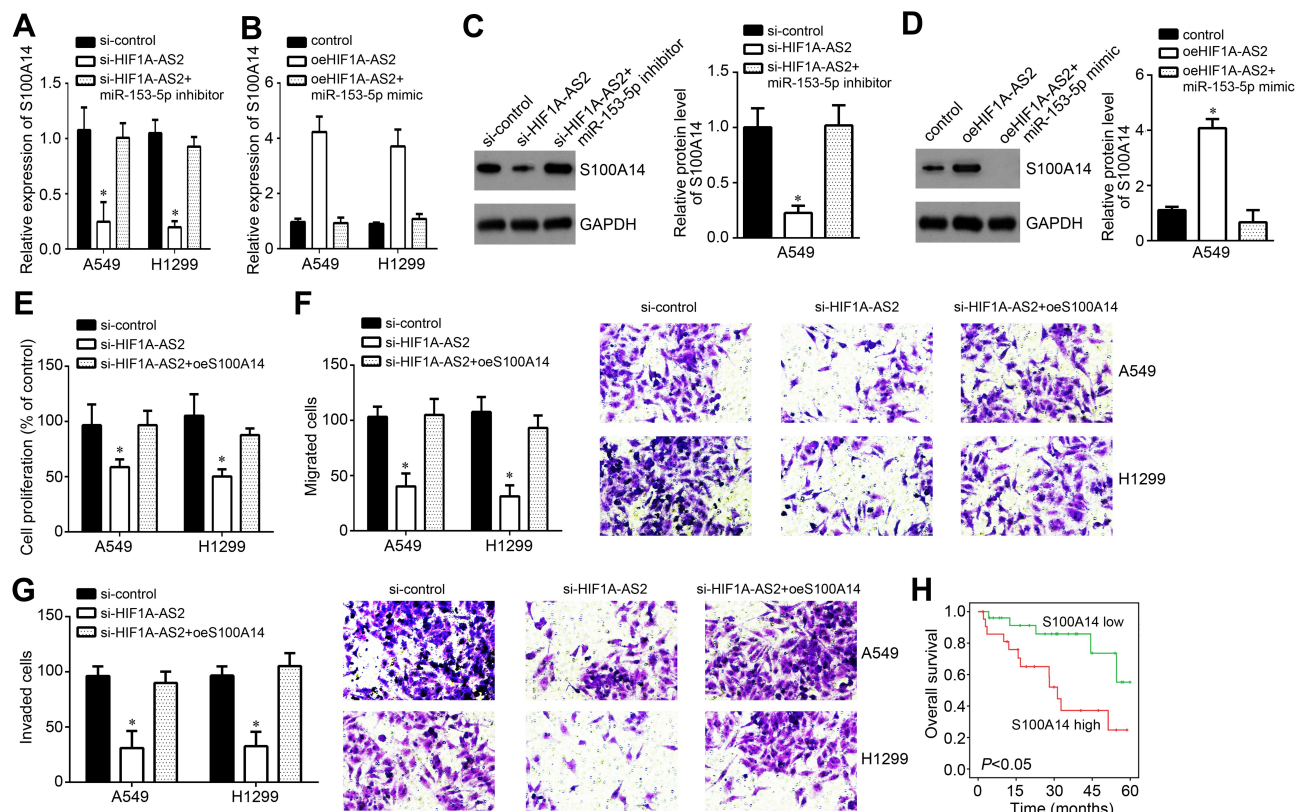 A
si-control
si-HIF1A-AS2
si-HIF1A-AS2+
miR-153-5p inhibitor
Relative expression of S100A14
1.5
1.0
0.5
0.0
*
*
A549
H1299
B
control
oeHIF1A-AS2
oeHIF1A-AS2+
miR-153-5p mimic
Relative expression of S100A14
6
4
2
0
A549
H1299
C
si-control
si-HIF1A-AS2
si-HIF1A-AS2+
miR-153-5p inhibitor
S100A14
GAPDH
si-control
si-HIF1A-AS2
si-HIF1A-AS2+
miR-153-5p inhibitor
Relative protein level
of S100A14
1.5
1.0
0.5
0.0
*
A549
D
control
oeHIF1A-AS2
oeHIF1A-AS2+
miR-153-5p mimic
S100A14
GAPDH
control
oeHIF1A-AS2
oeHIF1A-AS2+
miR-153-5p mimic
Relative protein level
of S100A14
6
4
2
0
*
A549
E
si-control
si-HIF1A-AS2
si-HIF1A-AS2+oeS100A14
Cell proliferation (% of control)
150
100
50
0
*
*
A549
H1299
F
si-control
si-HIF1A-AS2
si-HIF1A-AS2+oeS100A14
Migrated cells
150
100
50
0
*
*
A549
H1299
si-control
si-HIF1A-AS2
si-HIF1A-AS2+oeS100A14
A549
H1299
G
si-control
si-HIF1A-AS2
si-HIF1A-AS2+oeS100A14
Invaded cells
150
100
50
0
*
*
A549
H1299
si-control
si-HIF1A-AS2
si-HIF1A-AS2+oeS100A14
A549
H1299
H
Overall survival
1.0
0.8
0.6
0.4
0.2
0.0
S100A14 low
S100A14 high
P<0.05
0
15
30
45
60
Time (months)